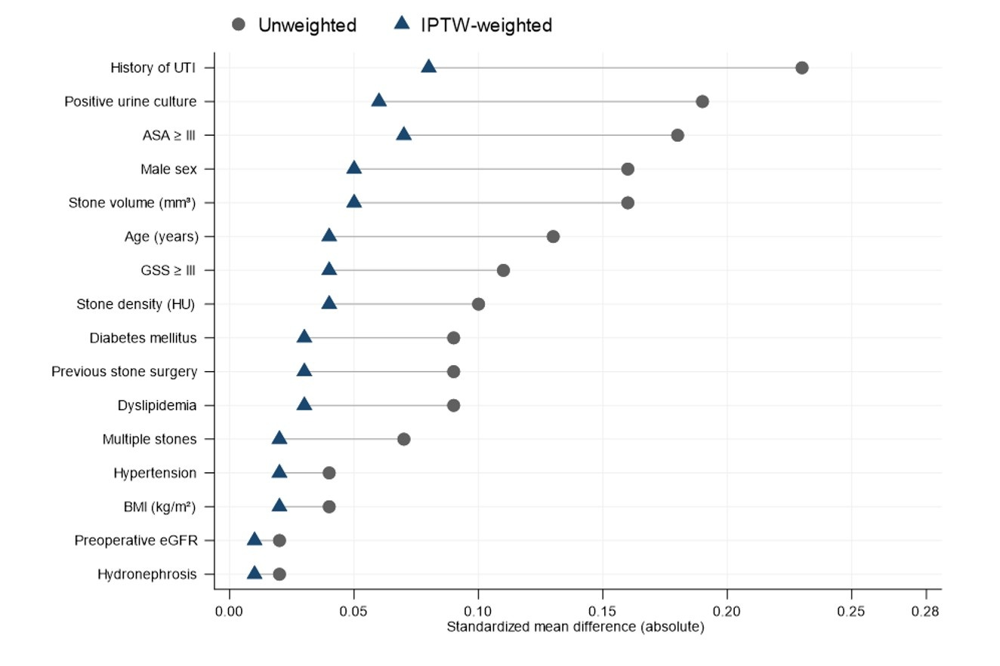 Unweighted IPTW-weighted
History of UTI
Positive urine culture
ASA ≥ III
Male sex
Stone volume (mm³)
Age (years)
GSS ≥ III
Stone density (HU)
Diabetes mellitus
Previous stone surgery
Dyslipidemia
Multiple stones
Hypertension
BMI (kg/m²)
Preoperative eGFR
Hydronephrosis
0.00 0.05 0.10 0.15 0.20 0.25 0.28
Standardized mean difference (absolute)